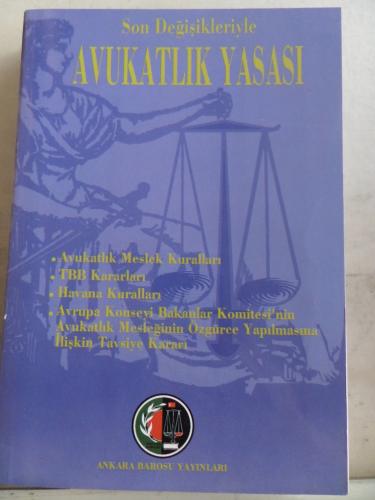 Son Değişikleriyle
AVUKATLIK YASASI
• Avukatlık Meslek Kuralları
• TBB Kararları
• Havana Kuralları
• Avrupa Konseyi Bakanlar Komitesi'nin
Avukatlık Mesleğinin Özgürce Yapılmasına
İlişkin Tavsiye Kararı
ANKARA BAROSU YAYINLARI